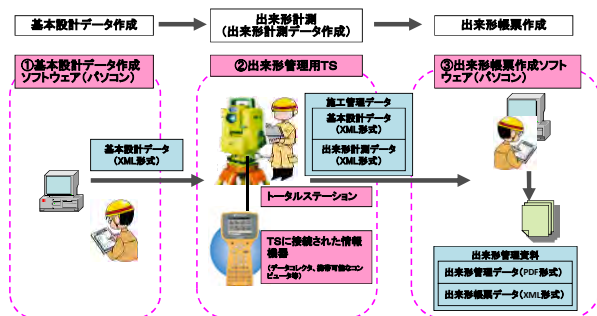 基本設計データ作成
出来形計測
(出来形計測データ作成)
出来形帳票作成
①基本設計データ作成
ソフトウェア(パソコン)
②出来形管理用TS
③出来形帳票作成ソフト
ウェア(パソコン)
基本設計データ
(XML形式)
施工管理データ
基本設計データ
(XML形式)
出来形計測データ
(XML形式)
トータルステーション
TSに接続された情報
機器
(データコレクタ、携帯可能なコン
ピュータ等)
出来形管理資料
出来形管理データ(PDF形式)
出来形帳票データ(XML形式)